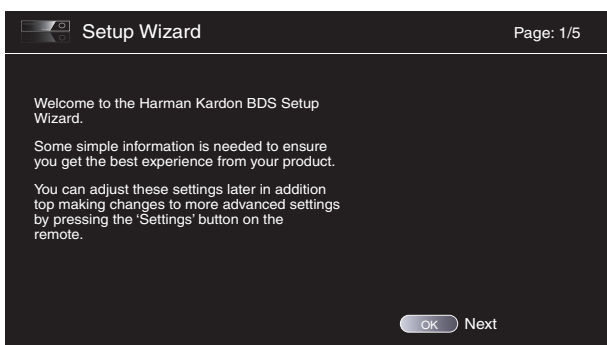 Setup Wizard
Page: 1/5
Welcome to the Harman Kardon BDS Setup
Wizard.
Some simple information is needed to ensure
you get the best experience from your product.
You can adjust these settings later in addition
top making changes to more advanced settings
by pressing the ‘Settings’ button on the
remote.
OK Next